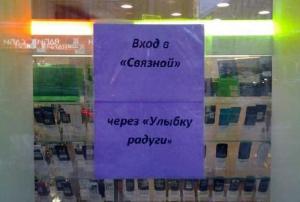 Вход в
«Связной»
через «Улыбку
радуги»